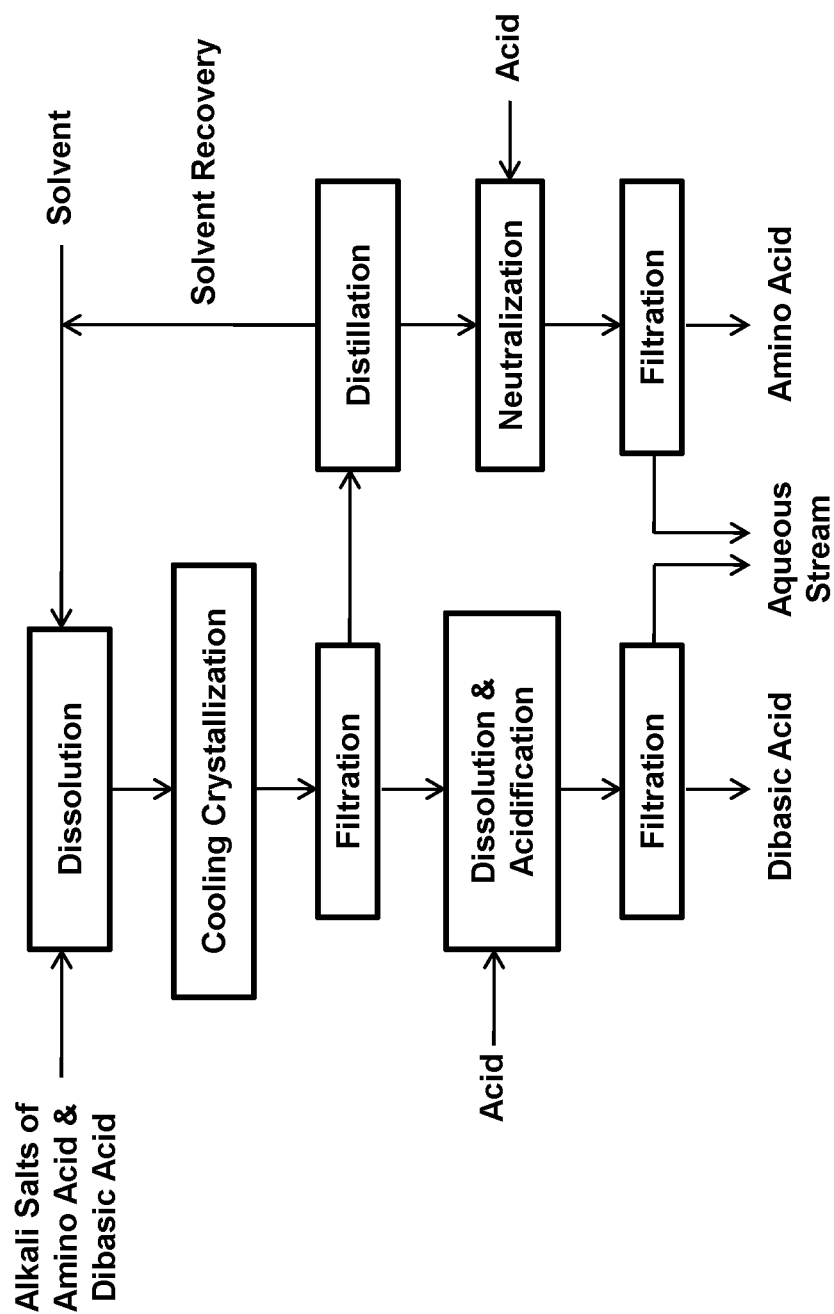 Alkali Salts of
Amino Acid &
Dibasic Acid
Dissolution
Solvent
Cooling Crystallization
Solvent Recovery
Filtration
Distillation
Acid
Dissolution &
Acidification
Neutralization
Acid
Filtration
Filtration
Dibasic Acid
Aqueous
Stream
Amino Acid